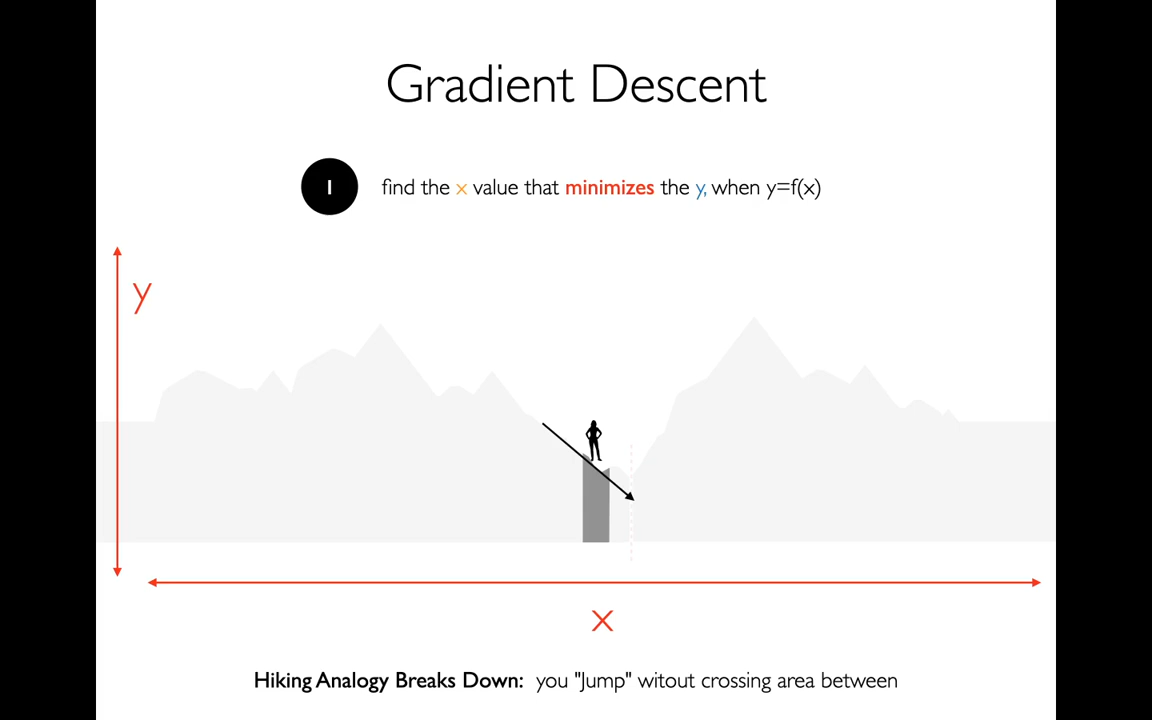 Gradient Descent
1 find the x value that minimizes the y, when y=f(x)
y
x
Hiking Analogy Breaks Down: you "Jump" witout crossing area between